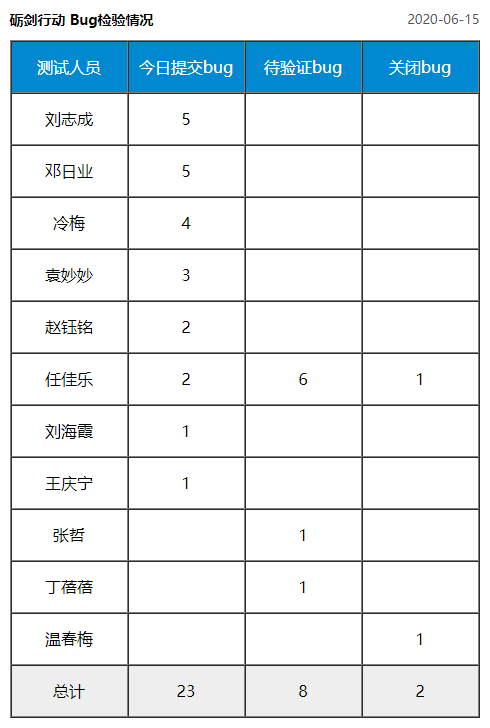 砺剑行动 Bug检验情况 2020-06-15
测试人员 今日提交bug 待验证bug 关闭bug
刘志成 5
邓日业 5
冷梅 4
袁妙妙 3
赵钰铭 2
任佳乐 2 6 1
刘海霞 1
王庆宁 1
张哲 1
丁蓓蓓 1
温春梅 1
总计 23 8 2